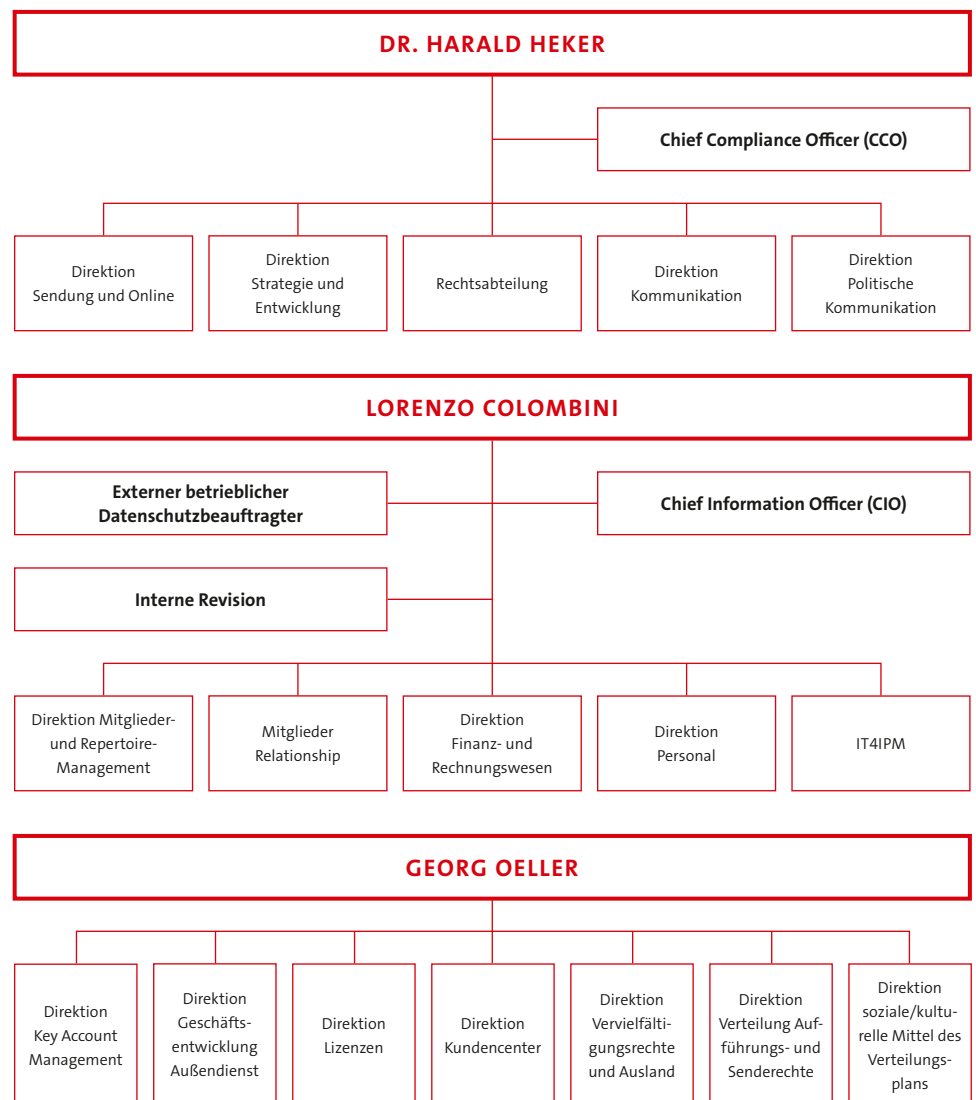 DR. HARALD HEKER
Chief Compliance Officer (CCO)
Direktion
Sendung und Online
Direktion
Strategie und
Entwicklung
Rechtsabteilung
Direktion
Kommunikation
Direktion
Politische
Kommunikation
LORENZO COLOMBINI
Externer betrieblicher
Datenschutzbeauftragter
Chief Information Officer (CIO)
Interne Revision
Direktion Mitglieder-
und Repertoire-
Management
Mitglieder
Relationship
Direktion
Finanz- und
Rechnungswesen
Direktion
Personal
IT4IPM
GEORG OELLER
Direktion
Key Account
Management
Direktion
Geschäfts-
entwicklung
Außendienst
Direktion
Lizenzen
Direktion
Kundencenter
Direktion
Vervielfälti-
gungsrechte
und Ausland
Direktion
Verteilung Auf-
führungs- und
Senderechte
Direktion
soziale/kultu-
relle Mittel des
Verteilungs-
plans